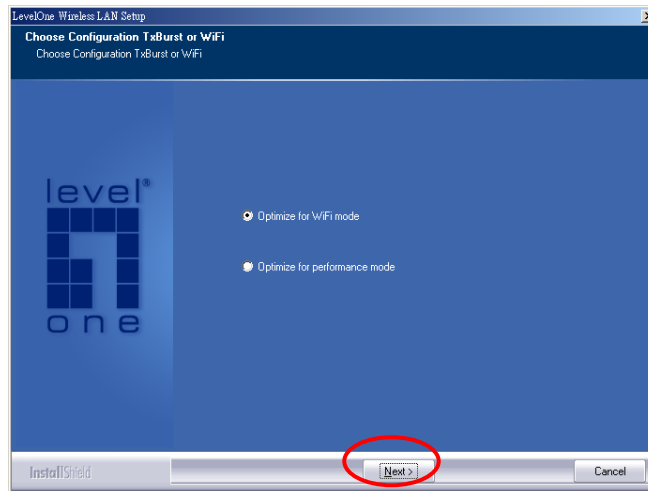 LevelOne Wireless LAN Setup
Choose Configuration TxBurst or WiFi
Choose Configuration TxBurst or WiFi
level®
one
Optimize for WiFi mode
Optimize for performance mode
InstallShield
Next >
Cancel